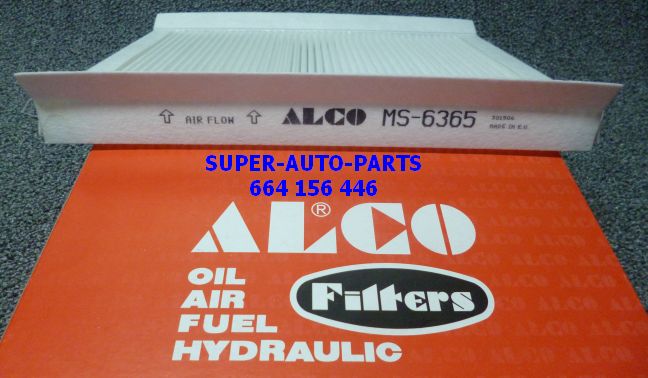 AIR FLOW ALCO MS-6365 301504
MADE IN E.U.
SUPER-AUTO-PARTS
664 156 446
ALCO®
OIL
AIR
FUEL
HYDRAULIC
Filters